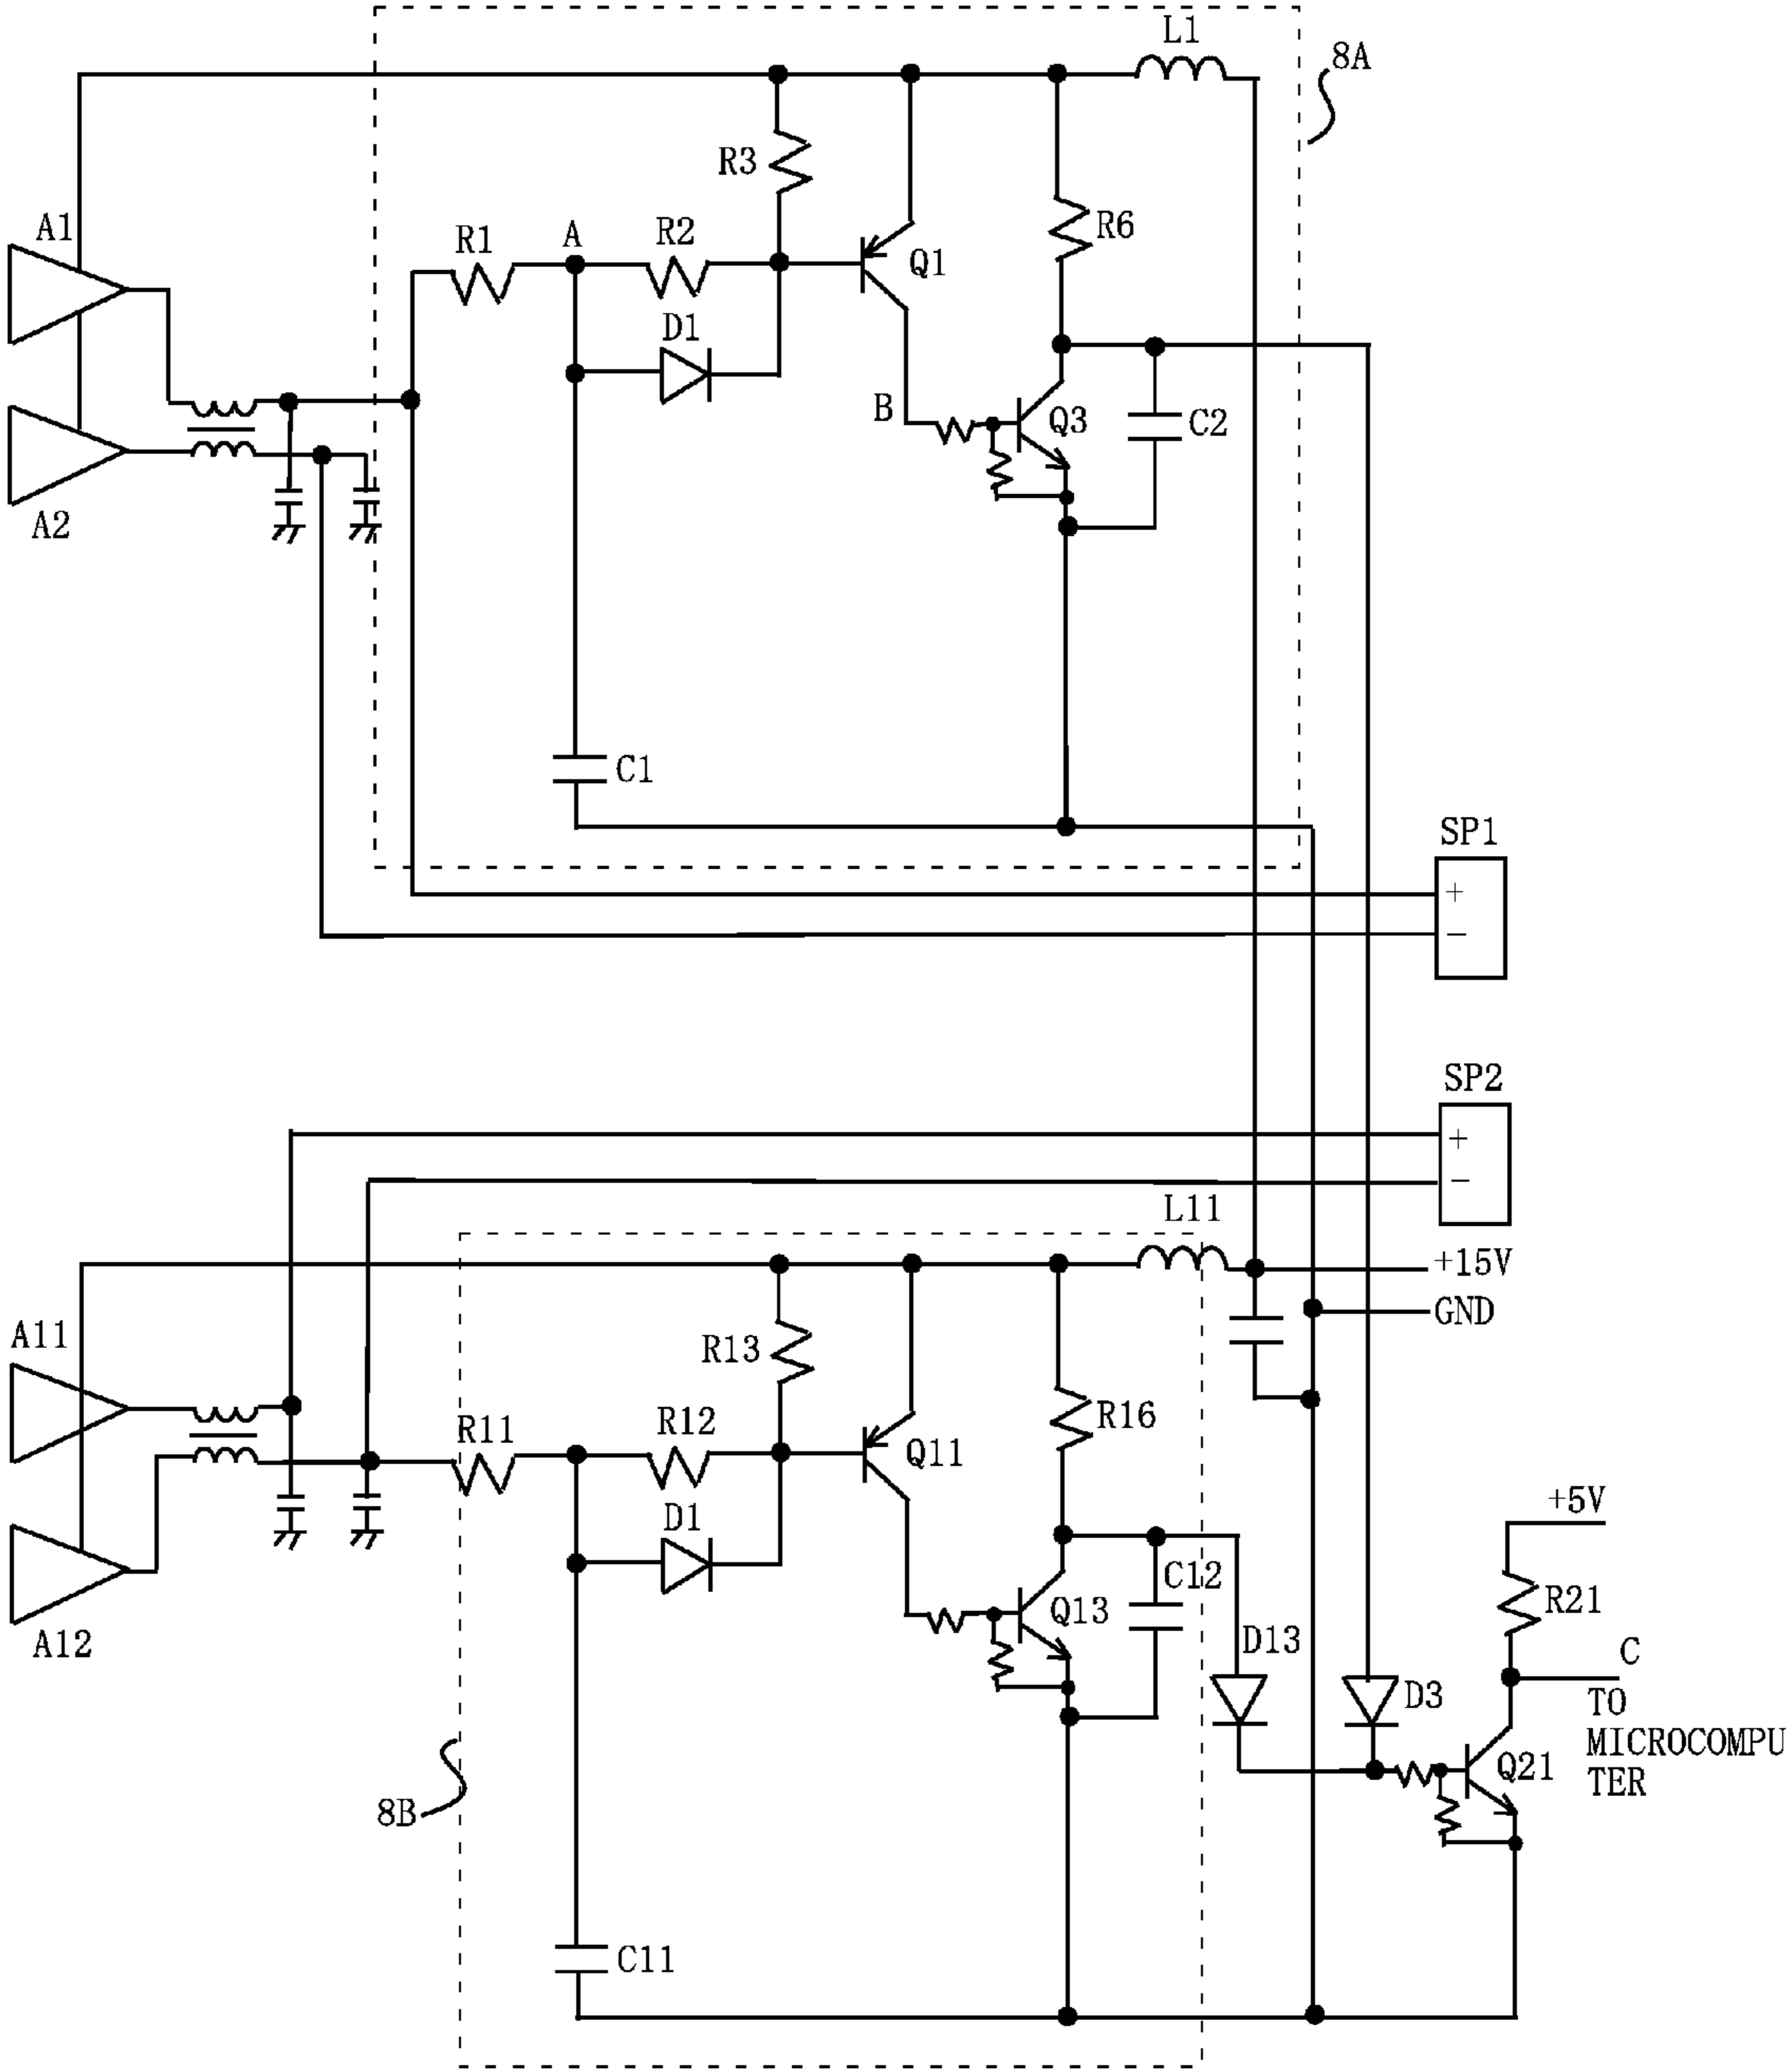 L1
8A
R3
A1
R1
A
R2
Q1
R6
D1
B
Q3
C2
A2
C1
SP1
+
−
SP2
+
−
L11
+15V
GND
A11
R13
R11
R12
Q11
R16
+5V
D1
C12
Q13
R21
A12
D13
C
D3
TO
MICROCOMPU
TER
Q21
8B
C11